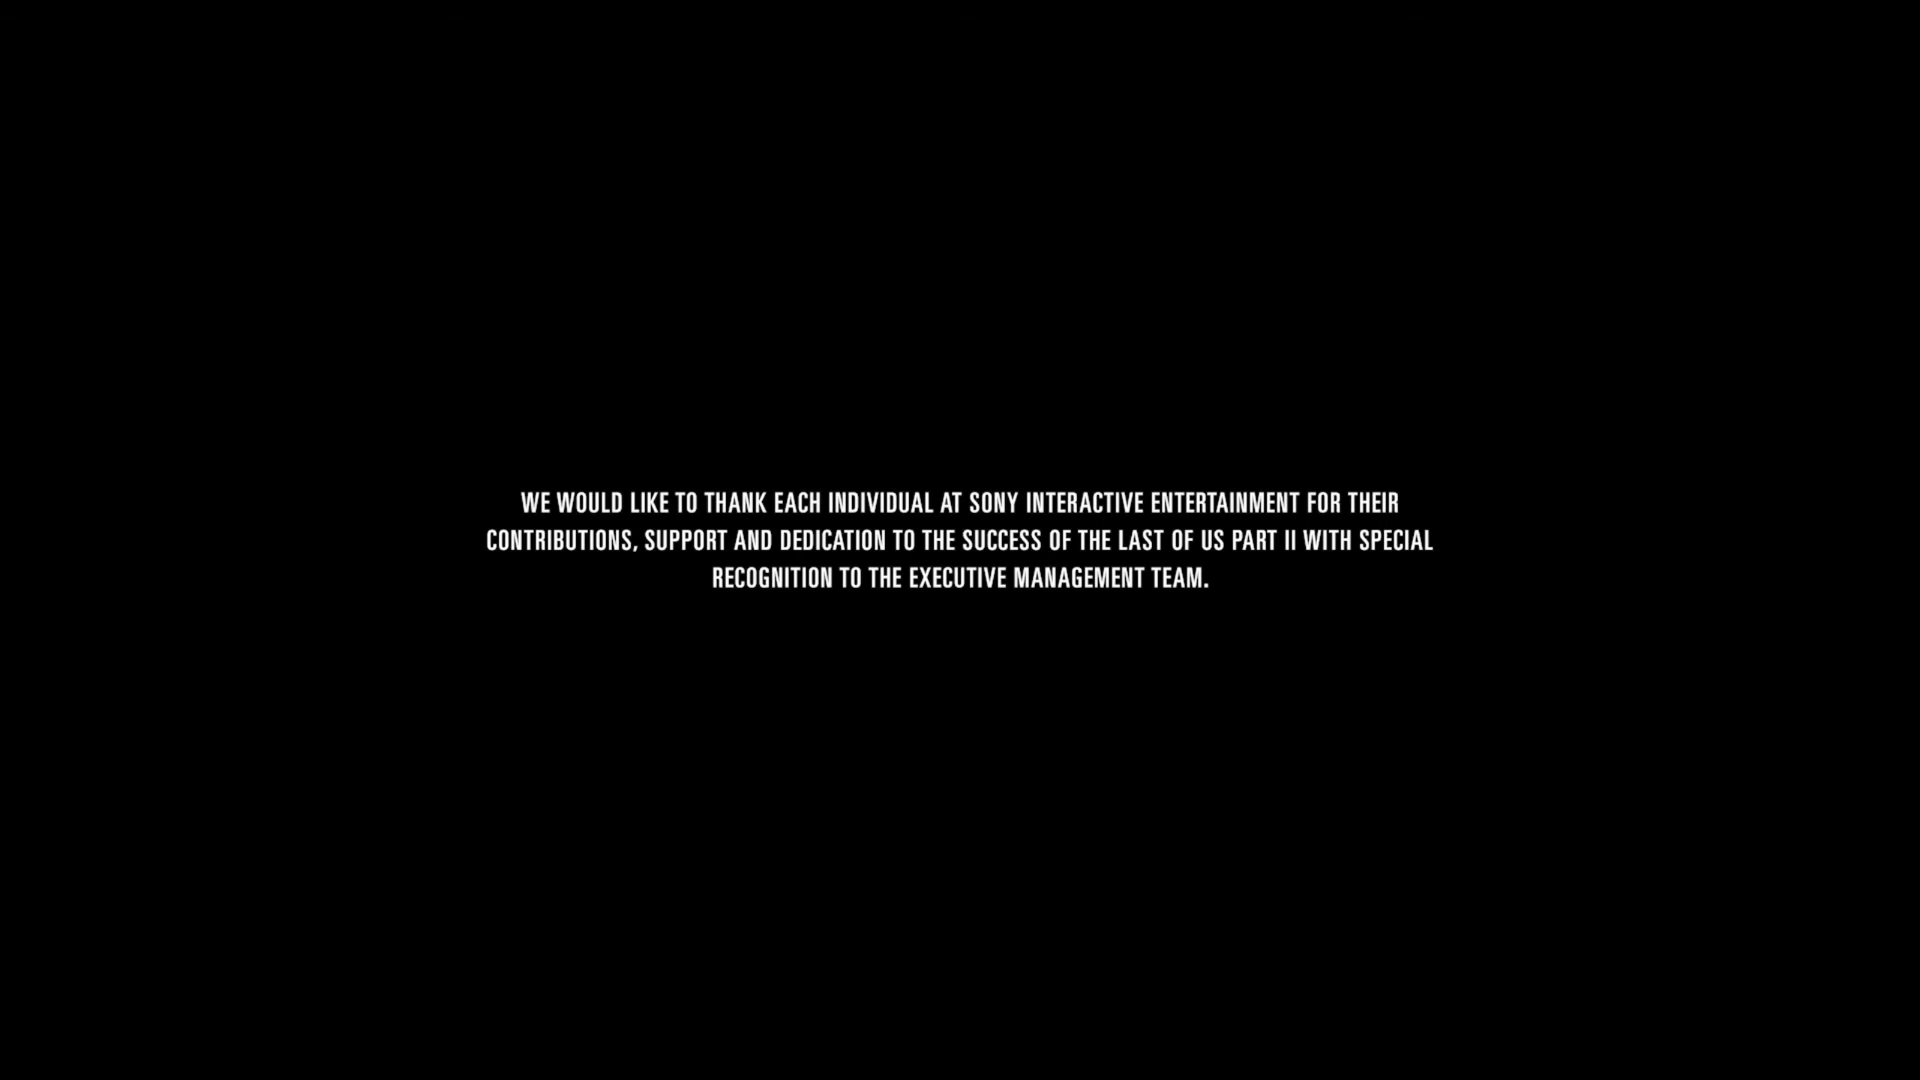 WE WOULD LIKE TO THANK EACH INDIVIDUAL AT SONY INTERACTIVE ENTERTAINMENT FOR THEIR
CONTRIBUTIONS, SUPPORT AND DEDICATION TO THE SUCCESS OF THE LAST OF US PART II WITH SPECIAL
RECOGNITION TO THE EXECUTIVE MANAGEMENT TEAM.